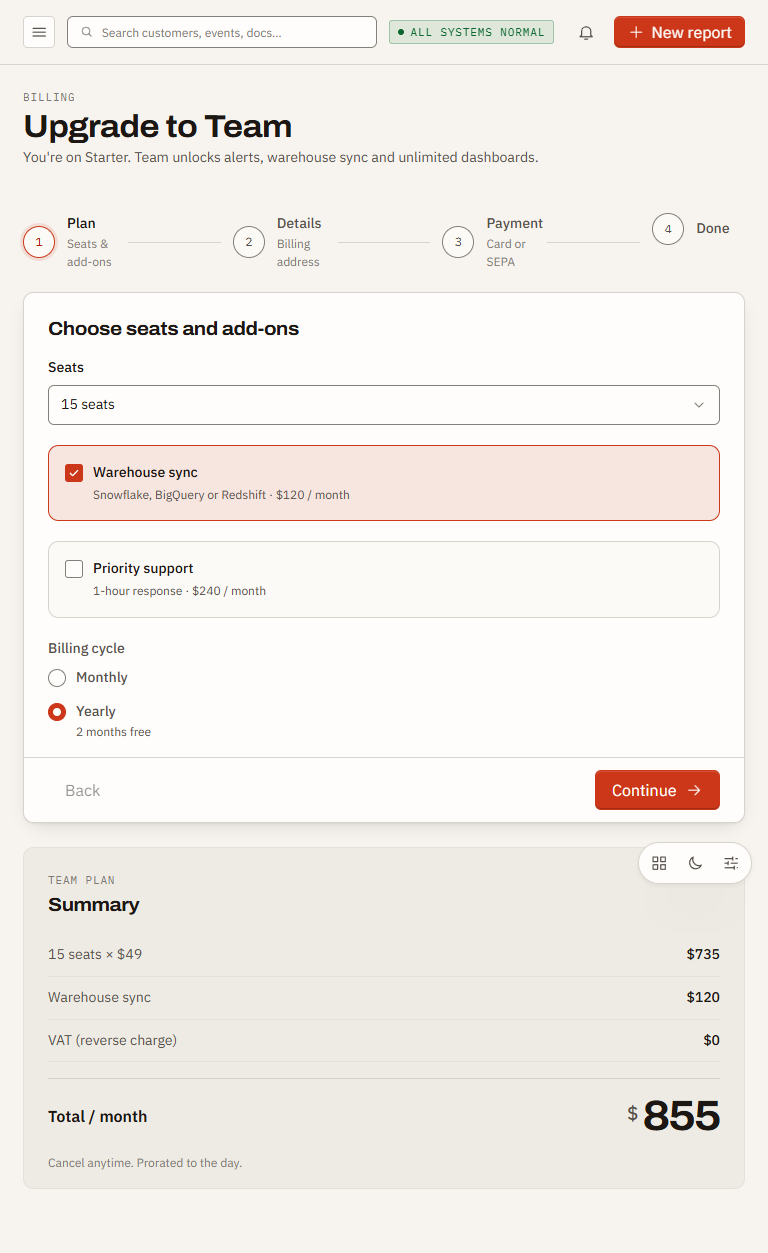 Search customers, events, docs...
ALL SYSTEMS NORMAL
New report
BILLING
Upgrade to Team
You're on Starter. Team unlocks alerts, warehouse sync and unlimited dashboards.
1
Plan
Seats &
add-ons
2
Details
Billing
address
3
Payment
Card or
SEPA
4
Done
Choose seats and add-ons
Seats
15 seats
Warehouse sync
Snowflake, BigQuery or Redshift · $120 / month
Priority support
1-hour response · $240 / month
Billing cycle
Monthly
Yearly
2 months free
Back
Continue
TEAM PLAN
Summary
15 seats × $49
$735
Warehouse sync
$120
VAT (reverse charge)
$0
Total / month
$855
Cancel anytime. Prorated to the day.